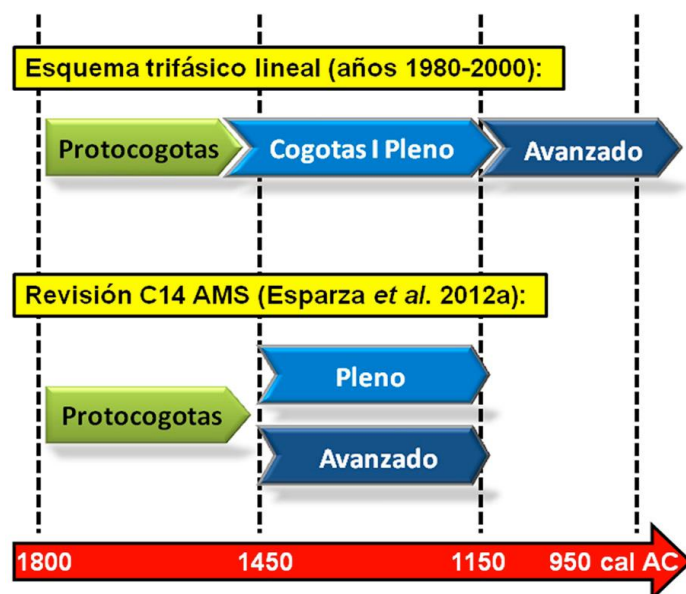 Esquema trifásico lineal (años 1980-2000):
Protocogotas Cogotas I Pleno Avanzado
Revisión C14 AMS (Esparza et al. 2012a):
Pleno
Protocogotas
Avanzado
1800 1450 1150 950 cal AC